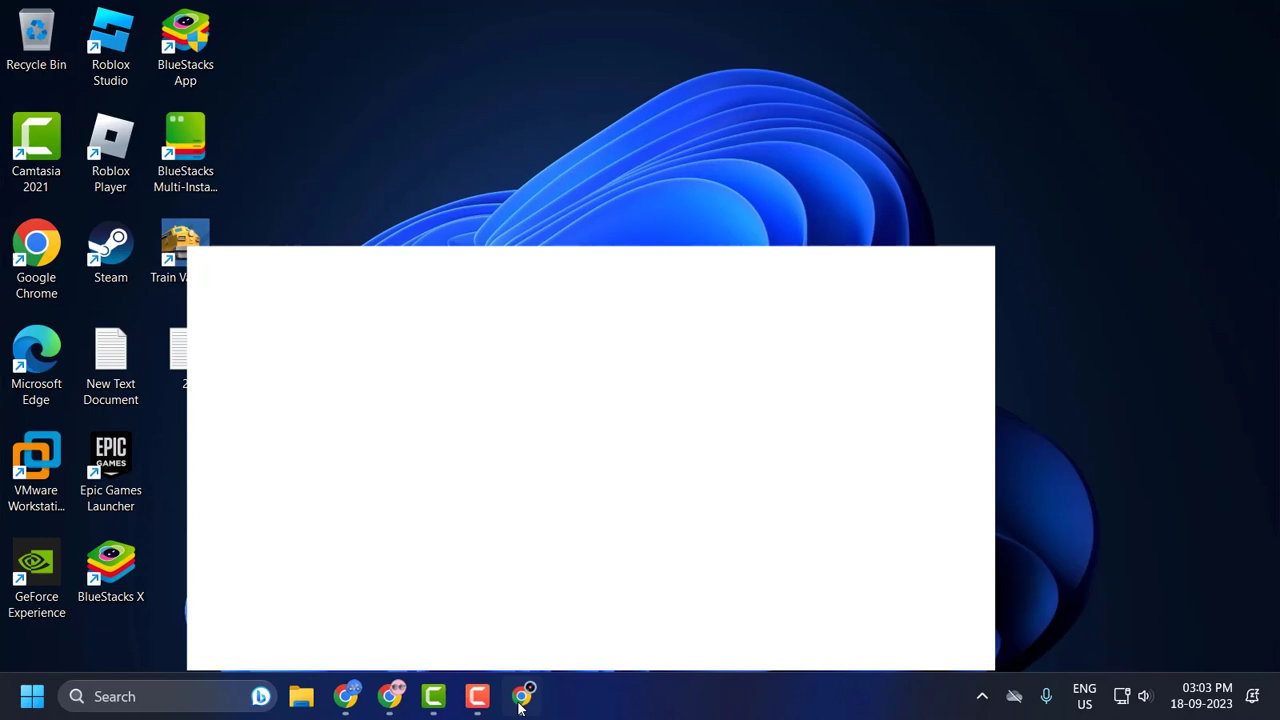 Recycle Bin
Roblox
Studio
BlueStacks
App
Camtasia
2021
Roblox
Player
BlueStacks
Multi-Insta...
Google
Chrome
Steam
Train Va
Microsoft
Edge
New Text
Document
2
VMware
Workstati...
EPIC
GAMES
Epic Games
Launcher
GeForce
Experience
BlueStacks X
Search
ENG
US
03:03 PM
18-09-2023